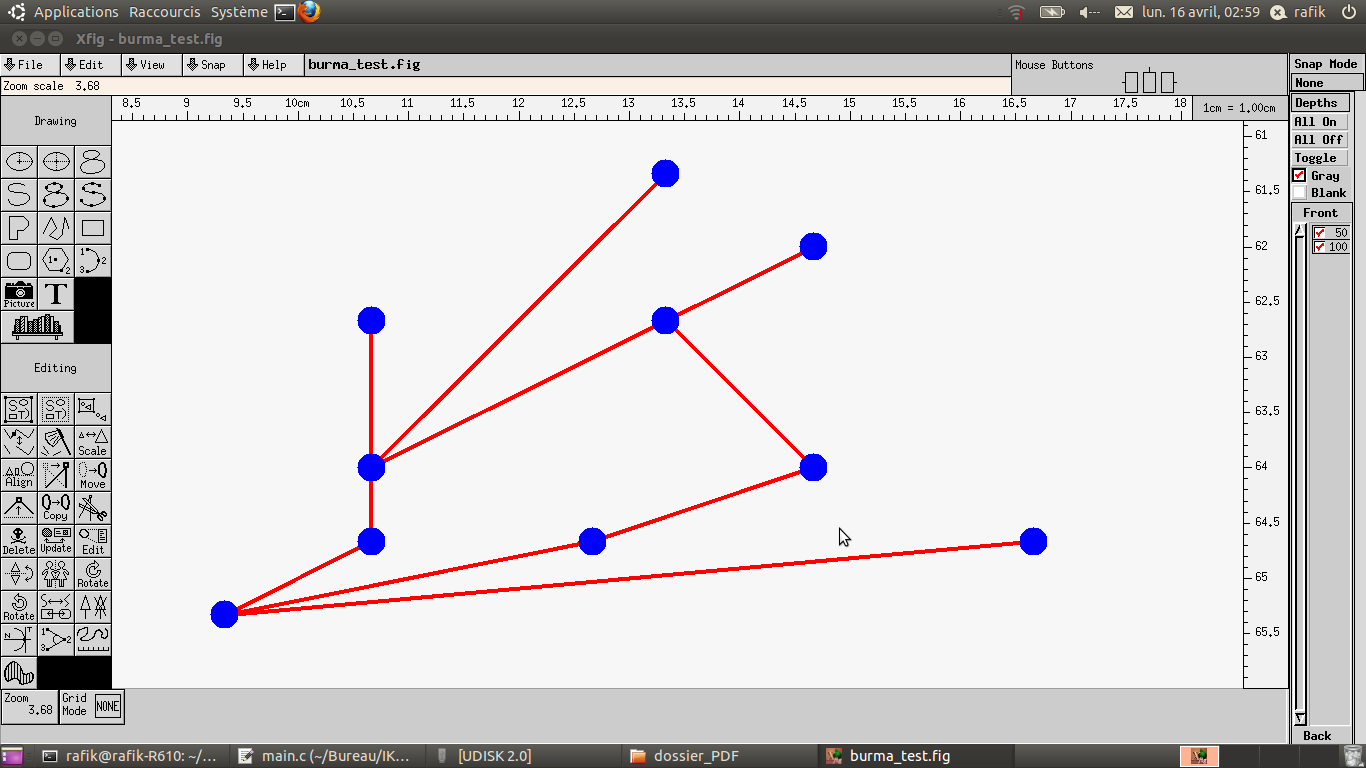 Applications Raccourcis Système lun. 16 avril, 02:59 rafik
Xfig - burma_test.fig
File Edit View Snap Help burma_test.fig Mouse Buttons Snap Mode
Zoom scale 3.68 None
8.5 9 9.5 10cm 10.5 11 11.5 12 12.5 13 13.5 14 14.5 15 15.5 16 16.5 17 17.5 18 1cm = 1.00cm Depths
Drawing
All On
All Off
Toggle
Gray
Blank
Front
50
100
61
61.5
62
62.5
63
63.5
64
64.5
65
65.5
1 2 3
Picture T
Editing
Scale
Align Move
Copy
Delete Update Edit
Rotate
Rotate
N T 1 2 3
Zoom 3.68 Grid Mode NONE
Back
rafik@rafik-R610: ~/... main.c (~/Bureau/IK... [UDISK 2.0] dossier_PDF burma_test.fig